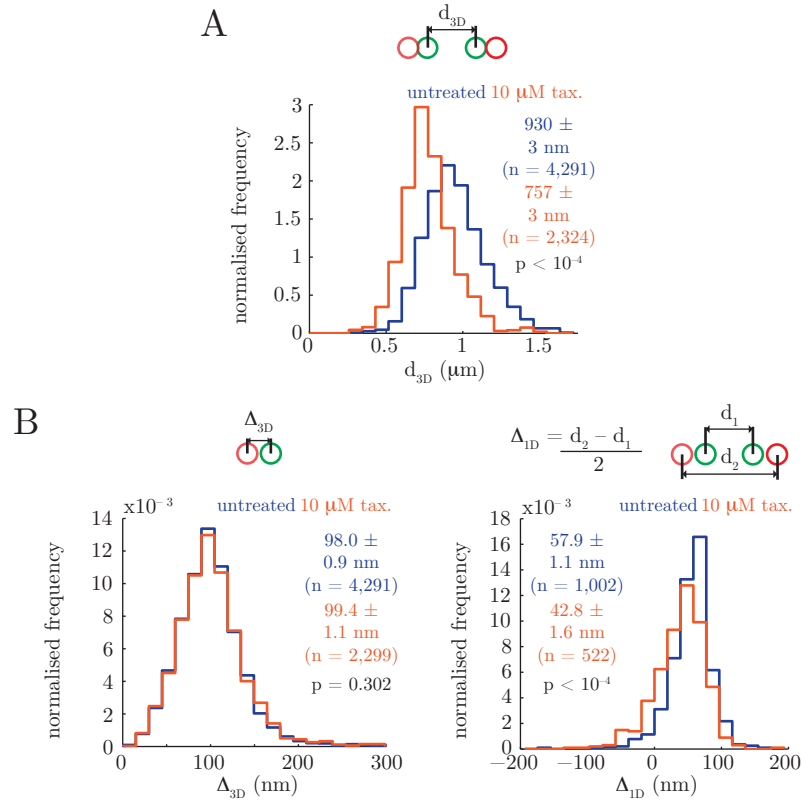 A
d3D
untreated 10 μM tax.
930 ±
3 nm
(n = 4,291)
757 ±
3 nm
(n = 2,324)
p < 10⁻⁴
normalised frequency
3
2.5
2
1.5
1
0.5
0
0 0.5 1 1.5
d3D (μm)
B
Δ3D
x10⁻³
untreated 10 μM tax.
98.0 ±
0.9 nm
(n = 4,291)
99.4 ±
1.1 nm
(n = 2,299)
p = 0.302
normalised frequency
14
12
10
8
6
4
2
0
0 100 200 300
Δ3D (nm)
Δ1D = d2 − d1
2
d1
d2
x10⁻³
untreated 10 μM tax.
57.9 ±
1.1 nm
(n = 1,002)
42.8 ±
1.6 nm
(n = 522)
p < 10⁻⁴
normalised frequency
18
16
14
12
10
8
6
4
2
0
−200 −100 0 100 200
Δ1D (nm)